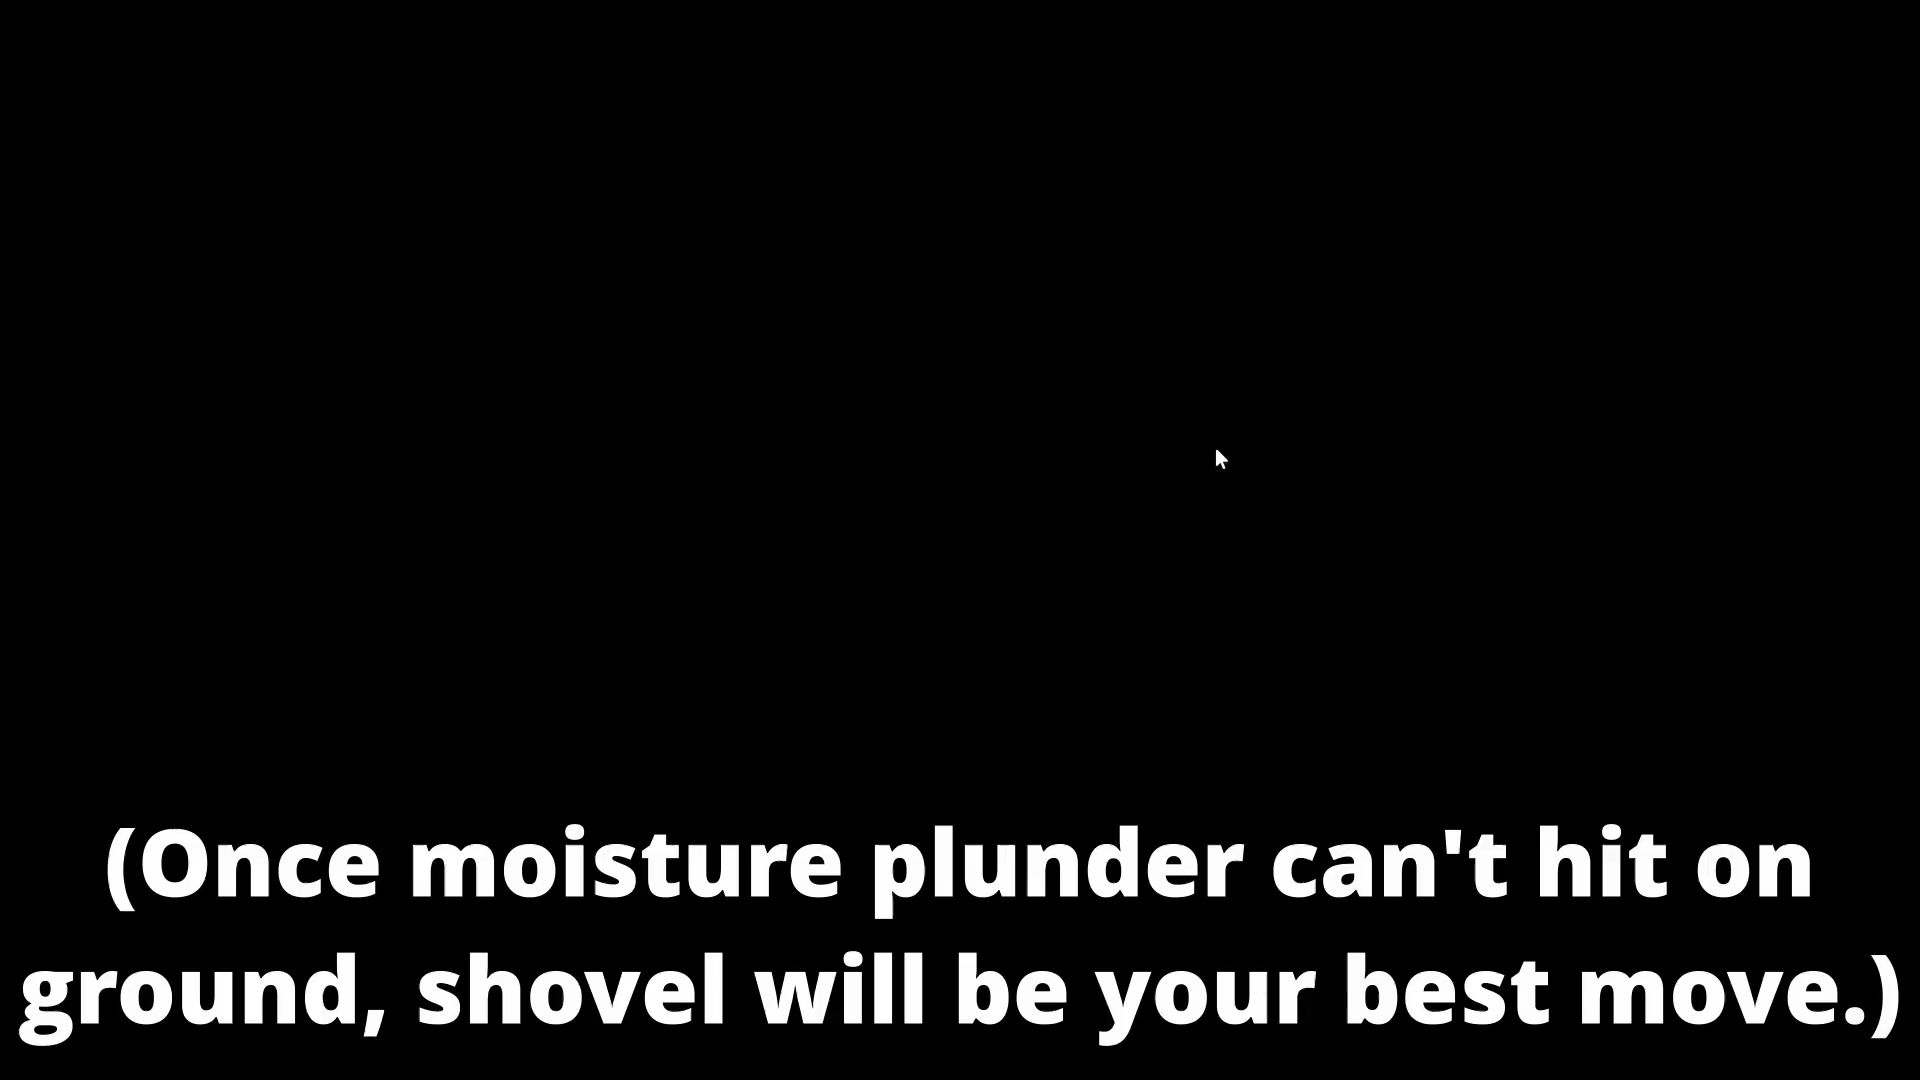 (Once moisture plunder can't hit on
ground, shovel will be your best move.)